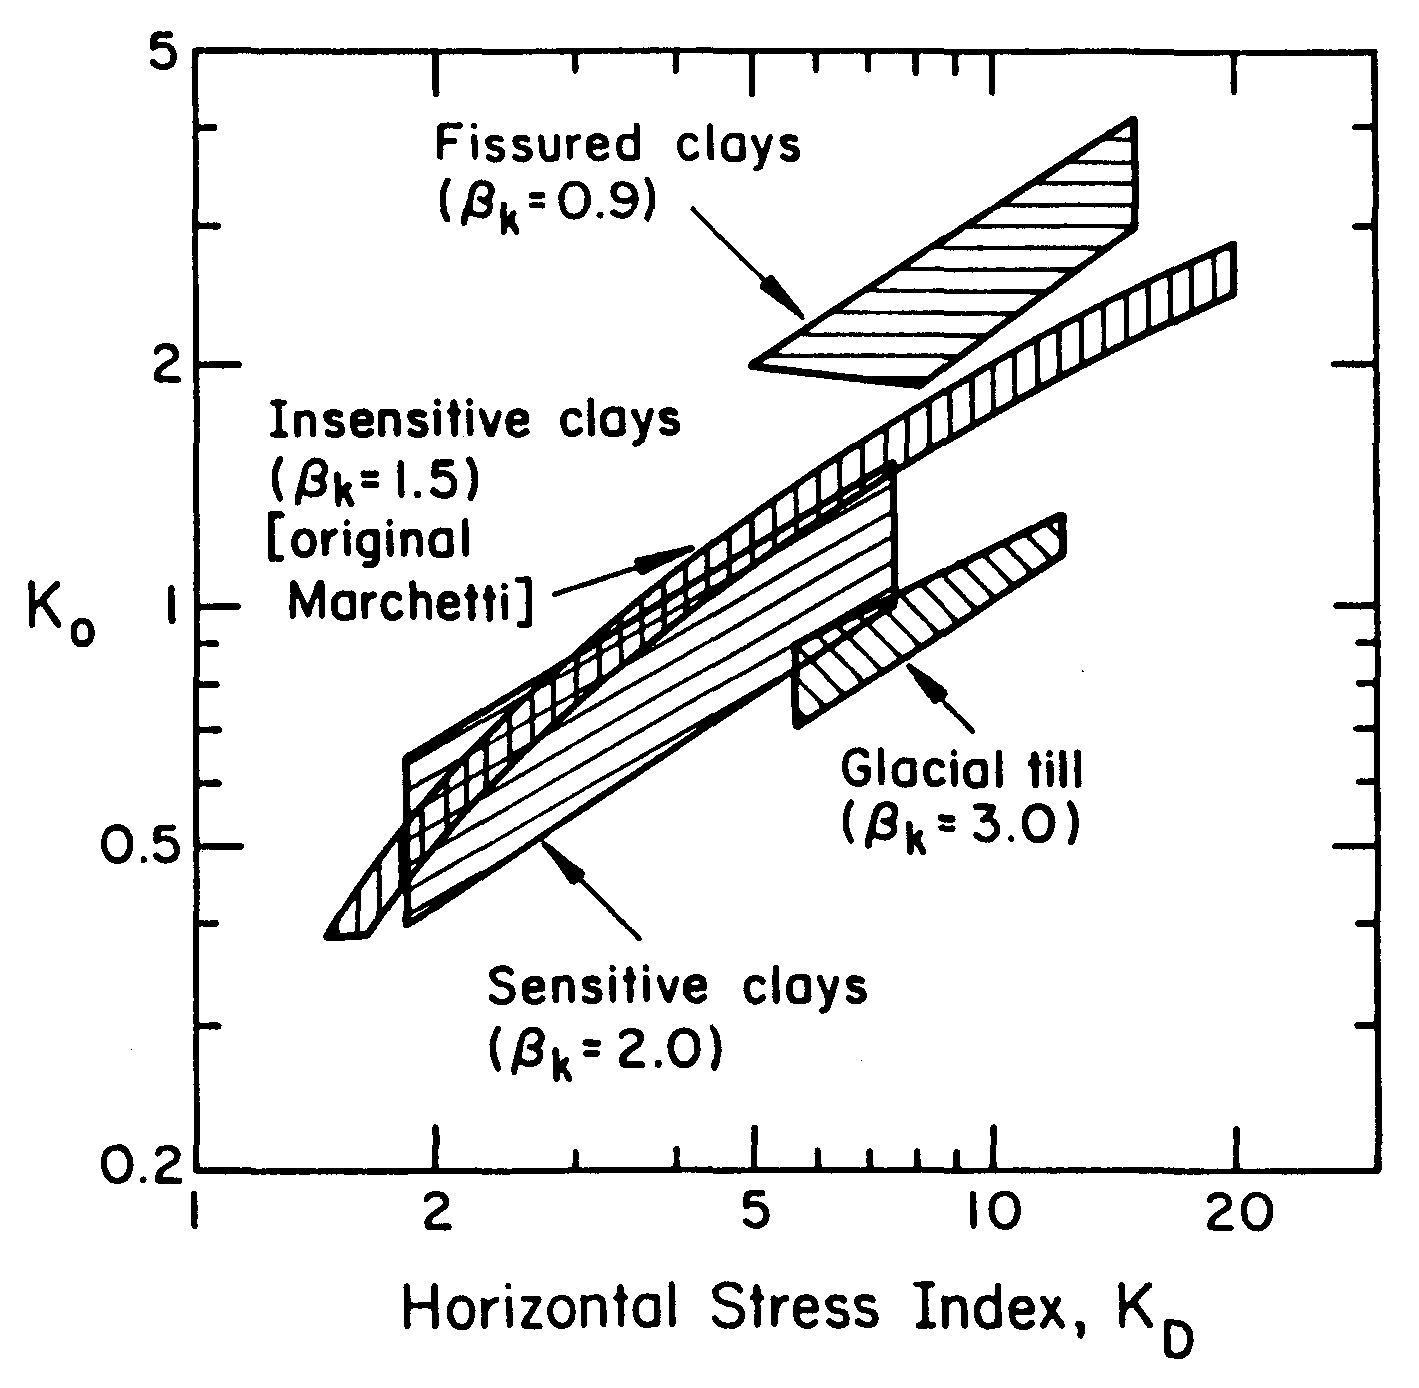 5
Fissured clays
(βk=0.9)
2
Insensitive clays
(βk=1.5)
[original
Marchetti]
Ko
1
Glacial till
(βk=3.0)
0.5
Sensitive clays
(βk=2.0)
0.2
1 2 5 10 20
Horizontal Stress Index, KD